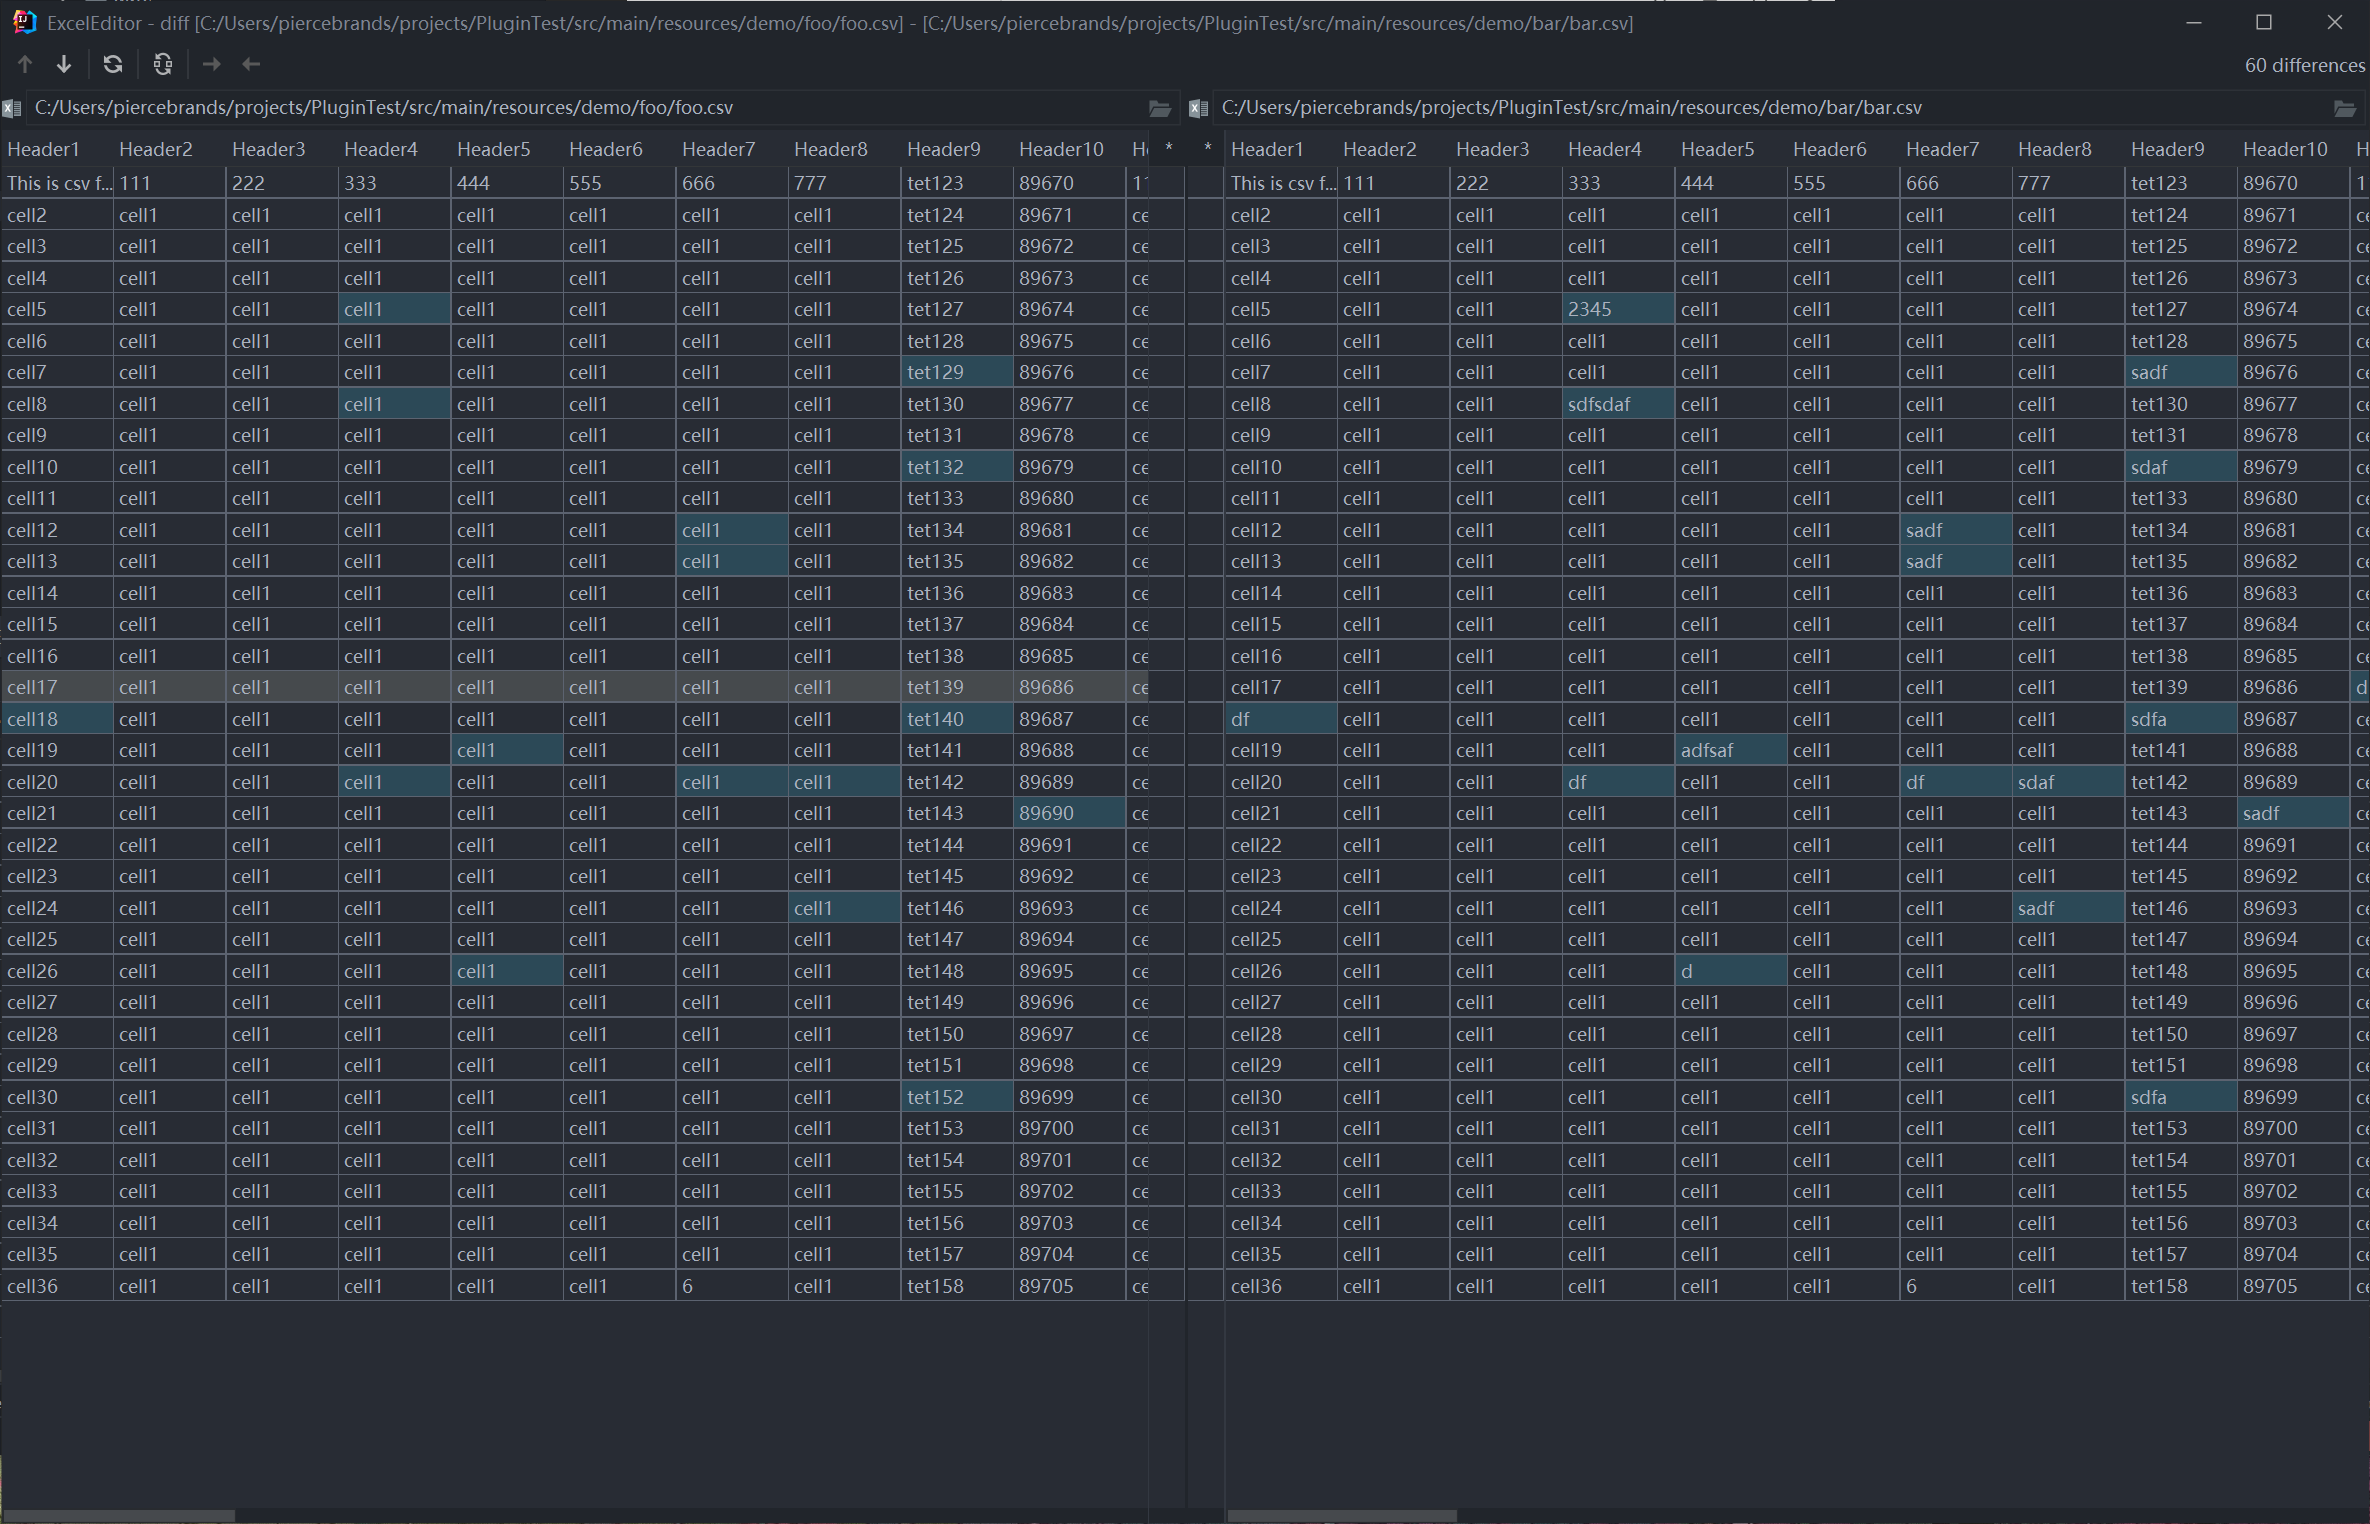 ExcelEditor - diff [C:/Users/piercebrands/projects/PluginTest/src/main/resources/demo/foo/foo.csv] - [C:/Users/piercebrands/projects/PluginTest/src/main/resources/demo/bar/bar.csv]
60 differences
C:/Users/piercebrands/projects/PluginTest/src/main/resources/demo/foo/foo.csv C:/Users/piercebrands/projects/PluginTest/src/main/resources/demo/bar/bar.csv
Header1 Header2 Header3 Header4 Header5 Header6 Header7 Header8 Header9 Header10 H * * Header1 Header2 Header3 Header4 Header5 Header6 Header7 Header8 Header9 Header10 H
This is csv f... 111 222 333 444 555 666 777 tet123 89670 11 This is csv f... 111 222 333 444 555 666 777 tet123 89670 1
cell2 cell1 cell1 cell1 cell1 cell1 cell1 cell1 tet124 89671 ce cell2 cell1 cell1 cell1 cell1 cell1 cell1 cell1 tet124 89671 ce
cell3 cell1 cell1 cell1 cell1 cell1 cell1 cell1 tet125 89672 ce cell3 cell1 cell1 cell1 cell1 cell1 cell1 cell1 tet125 89672 ce
cell4 cell1 cell1 cell1 cell1 cell1 cell1 cell1 tet126 89673 ce cell4 cell1 cell1 cell1 cell1 cell1 cell1 cell1 tet126 89673 ce
cell5 cell1 cell1 cell1 cell1 cell1 cell1 cell1 tet127 89674 ce cell5 cell1 cell1 2345 cell1 cell1 cell1 cell1 tet127 89674 ce
cell6 cell1 cell1 cell1 cell1 cell1 cell1 cell1 tet128 89675 ce cell6 cell1 cell1 cell1 cell1 cell1 cell1 cell1 tet128 89675 ce
cell7 cell1 cell1 cell1 cell1 cell1 cell1 cell1 tet129 89676 ce cell7 cell1 cell1 cell1 cell1 cell1 cell1 cell1 sadf 89676 ce
cell8 cell1 cell1 cell1 cell1 cell1 cell1 cell1 tet130 89677 ce cell8 cell1 cell1 sdfsdaf cell1 cell1 cell1 cell1 tet130 89677 ce
cell9 cell1 cell1 cell1 cell1 cell1 cell1 cell1 tet131 89678 ce cell9 cell1 cell1 cell1 cell1 cell1 cell1 cell1 tet131 89678 ce
cell10 cell1 cell1 cell1 cell1 cell1 cell1 cell1 tet132 89679 ce cell10 cell1 cell1 cell1 cell1 cell1 cell1 cell1 sdaf 89679 ce
cell11 cell1 cell1 cell1 cell1 cell1 cell1 cell1 tet133 89680 ce cell11 cell1 cell1 cell1 cell1 cell1 cell1 cell1 tet133 89680 ce
cell12 cell1 cell1 cell1 cell1 cell1 cell1 cell1 tet134 89681 ce cell12 cell1 cell1 cell1 cell1 cell1 sadf cell1 tet134 89681 ce
cell13 cell1 cell1 cell1 cell1 cell1 cell1 cell1 tet135 89682 ce cell13 cell1 cell1 cell1 cell1 cell1 sadf cell1 tet135 89682 ce
cell14 cell1 cell1 cell1 cell1 cell1 cell1 cell1 tet136 89683 ce cell14 cell1 cell1 cell1 cell1 cell1 cell1 cell1 tet136 89683 ce
cell15 cell1 cell1 cell1 cell1 cell1 cell1 cell1 tet137 89684 ce cell15 cell1 cell1 cell1 cell1 cell1 cell1 cell1 tet137 89684 ce
cell16 cell1 cell1 cell1 cell1 cell1 cell1 cell1 tet138 89685 ce cell16 cell1 cell1 cell1 cell1 cell1 cell1 cell1 tet138 89685 ce
cell17 cell1 cell1 cell1 cell1 cell1 cell1 cell1 tet139 89686 ce cell17 cell1 cell1 cell1 cell1 cell1 cell1 cell1 tet139 89686 d
cell18 cell1 cell1 cell1 cell1 cell1 cell1 cell1 tet140 89687 ce df cell1 cell1 cell1 cell1 cell1 cell1 cell1 sdfa 89687 ce
cell19 cell1 cell1 cell1 cell1 cell1 cell1 cell1 tet141 89688 ce cell19 cell1 cell1 cell1 adfsaf cell1 cell1 cell1 tet141 89688 ce
cell20 cell1 cell1 cell1 cell1 cell1 cell1 cell1 tet142 89689 ce cell20 cell1 cell1 df cell1 cell1 df sdaf tet142 89689 ce
cell21 cell1 cell1 cell1 cell1 cell1 cell1 cell1 tet143 89690 ce cell21 cell1 cell1 cell1 cell1 cell1 cell1 cell1 tet143 sadf ce
cell22 cell1 cell1 cell1 cell1 cell1 cell1 cell1 tet144 89691 ce cell22 cell1 cell1 cell1 cell1 cell1 cell1 cell1 tet144 89691 ce
cell23 cell1 cell1 cell1 cell1 cell1 cell1 cell1 tet145 89692 ce cell23 cell1 cell1 cell1 cell1 cell1 cell1 cell1 tet145 89692 ce
cell24 cell1 cell1 cell1 cell1 cell1 cell1 cell1 tet146 89693 ce cell24 cell1 cell1 cell1 cell1 cell1 cell1 sadf tet146 89693 ce
cell25 cell1 cell1 cell1 cell1 cell1 cell1 cell1 tet147 89694 ce cell25 cell1 cell1 cell1 cell1 cell1 cell1 cell1 tet147 89694 ce
cell26 cell1 cell1 cell1 cell1 cell1 cell1 cell1 tet148 89695 ce cell26 cell1 cell1 cell1 d cell1 cell1 cell1 tet148 89695 ce
cell27 cell1 cell1 cell1 cell1 cell1 cell1 cell1 tet149 89696 ce cell27 cell1 cell1 cell1 cell1 cell1 cell1 cell1 tet149 89696 ce
cell28 cell1 cell1 cell1 cell1 cell1 cell1 cell1 tet150 89697 ce cell28 cell1 cell1 cell1 cell1 cell1 cell1 cell1 tet150 89697 ce
cell29 cell1 cell1 cell1 cell1 cell1 cell1 cell1 tet151 89698 ce cell29 cell1 cell1 cell1 cell1 cell1 cell1 cell1 tet151 89698 ce
cell30 cell1 cell1 cell1 cell1 cell1 cell1 cell1 tet152 89699 ce cell30 cell1 cell1 cell1 cell1 cell1 cell1 cell1 sdfa 89699 ce
cell31 cell1 cell1 cell1 cell1 cell1 cell1 cell1 tet153 89700 ce cell31 cell1 cell1 cell1 cell1 cell1 cell1 cell1 tet153 89700 ce
cell32 cell1 cell1 cell1 cell1 cell1 cell1 cell1 tet154 89701 ce cell32 cell1 cell1 cell1 cell1 cell1 cell1 cell1 tet154 89701 ce
cell33 cell1 cell1 cell1 cell1 cell1 cell1 cell1 tet155 89702 ce cell33 cell1 cell1 cell1 cell1 cell1 cell1 cell1 tet155 89702 ce
cell34 cell1 cell1 cell1 cell1 cell1 cell1 cell1 tet156 89703 ce cell34 cell1 cell1 cell1 cell1 cell1 cell1 cell1 tet156 89703 ce
cell35 cell1 cell1 cell1 cell1 cell1 cell1 cell1 tet157 89704 ce cell35 cell1 cell1 cell1 cell1 cell1 cell1 cell1 tet157 89704 ce
cell36 cell1 cell1 cell1 cell1 cell1 6 cell1 tet158 89705 ce cell36 cell1 cell1 cell1 cell1 cell1 6 cell1 tet158 89705 ce